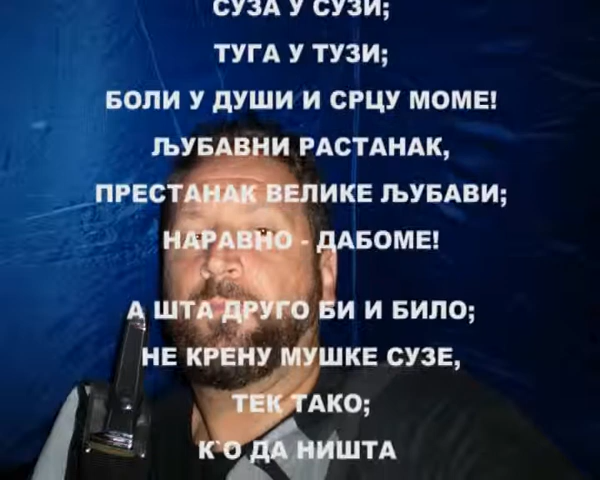 СУЗА У СУЗИ;
ТУГА У ТУЗИ;
БОЛИ У ДУШИ И СРЦУ МОМЕ!
ЉУБАВНИ РАСТАНАК,
ПРЕСТАНАК ВЕЛИКЕ ЉУБАВИ;
НАРАВНО - ДАБОМЕ!
А ШТА ДРУГО БИ И БИЛО;
НЕ КРЕНУ МУШКЕ СУЗЕ,
ТЕК ТАКО;
К`О ДА НИШТА